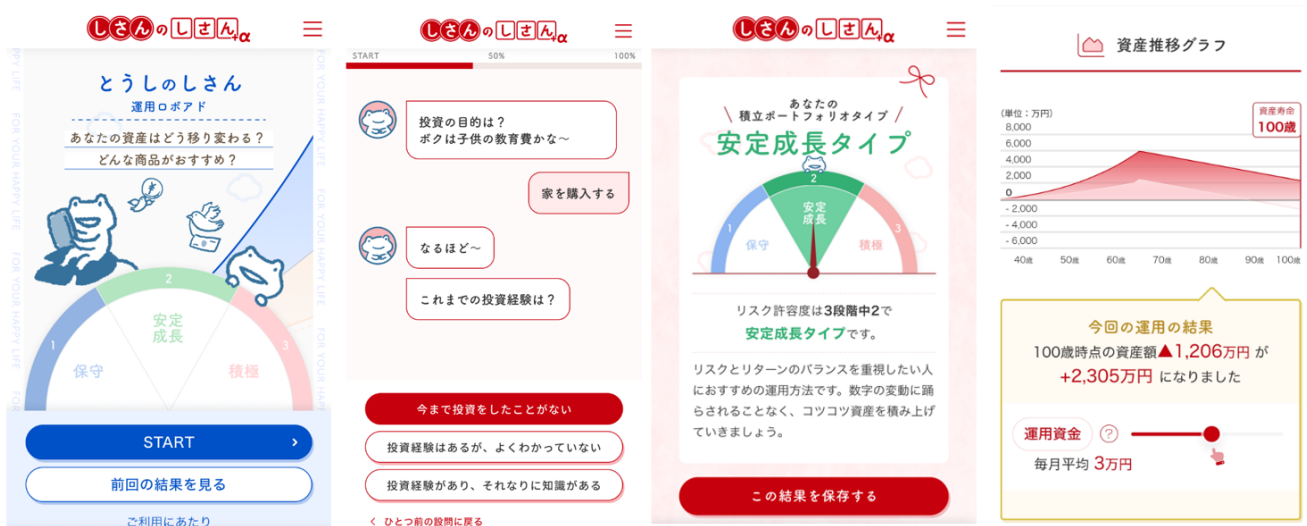 しさんのしさん+α
とうしのしさん
運用ロボアド
あなたの資産はどう移り変わる?
どんな商品がおすすめ?
FOR YOUR HAPPY LIFE
1
保守
2
安定
成長
3
積極
START
前回の結果を見る
ご利用にあたり
しさんのしさん+α
START 50% 100%
投資の目的は?
ボクは子供の教育費かな~
家を購入する
なるほど~
これまでの投資経験は?
今まで投資をしたことがない
投資経験はあるが、よくわかっていない
投資経験があり、それなりに知識がある
ひとつ前の設問に戻る
しさんのしさん+α
あなたの
積立ポートフォリオタイプ
安定成長タイプ
1
保守
2
安定
成長
3
積極
リスク許容度は3段階中2で
安定成長タイプです。
リスクとリターンのバランスを重視したい人
におすすめの運用方法です。数字の変動に踊
らされることなく、コツコツ資産を積み上げ
ていきましょう。
この結果を保存する
資産推移グラフ
(単位:万円)
資産寿命
100歳
8,000
6,000
4,000
2,000
0
- 2,000
- 4,000
- 6,000
40歳 50歳 60歳 70歳 80歳 90歳 100歳
今回の運用の結果
100歳時点の資産額▲1,206万円 が
+2,305万円 になりました
運用資金 ?
毎月平均 3万円